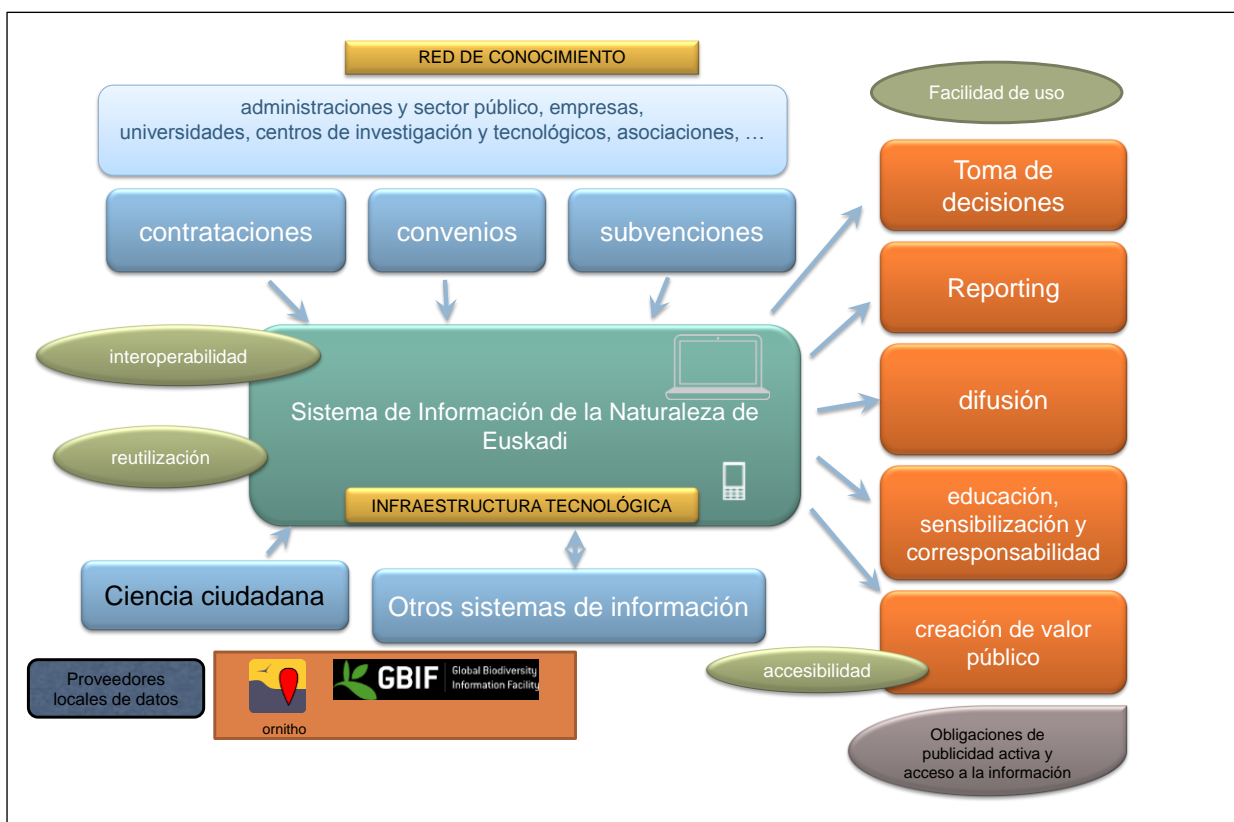 RED DE CONOCIMIENTO
administraciones y sector público, empresas,
universidades, centros de investigación y tecnológicos, asociaciones, …
Facilidad de uso
contrataciones
convenios
subvenciones
Toma de
decisiones
Reporting
difusión
educación,
sensibilización y
corresponsabilidad
creación de valor
público
interoperabilidad
reutilización
Sistema de Información de la Naturaleza de
Euskadi
INFRAESTRUCTURA TECNOLÓGICA
Ciencia ciudadana
Otros sistemas de información
accesibilidad
Proveedores
locales de datos
ornitho
GBIF
Global Biodiversity
Information Facility
Obligaciones de
publicidad activa y
acceso a la información